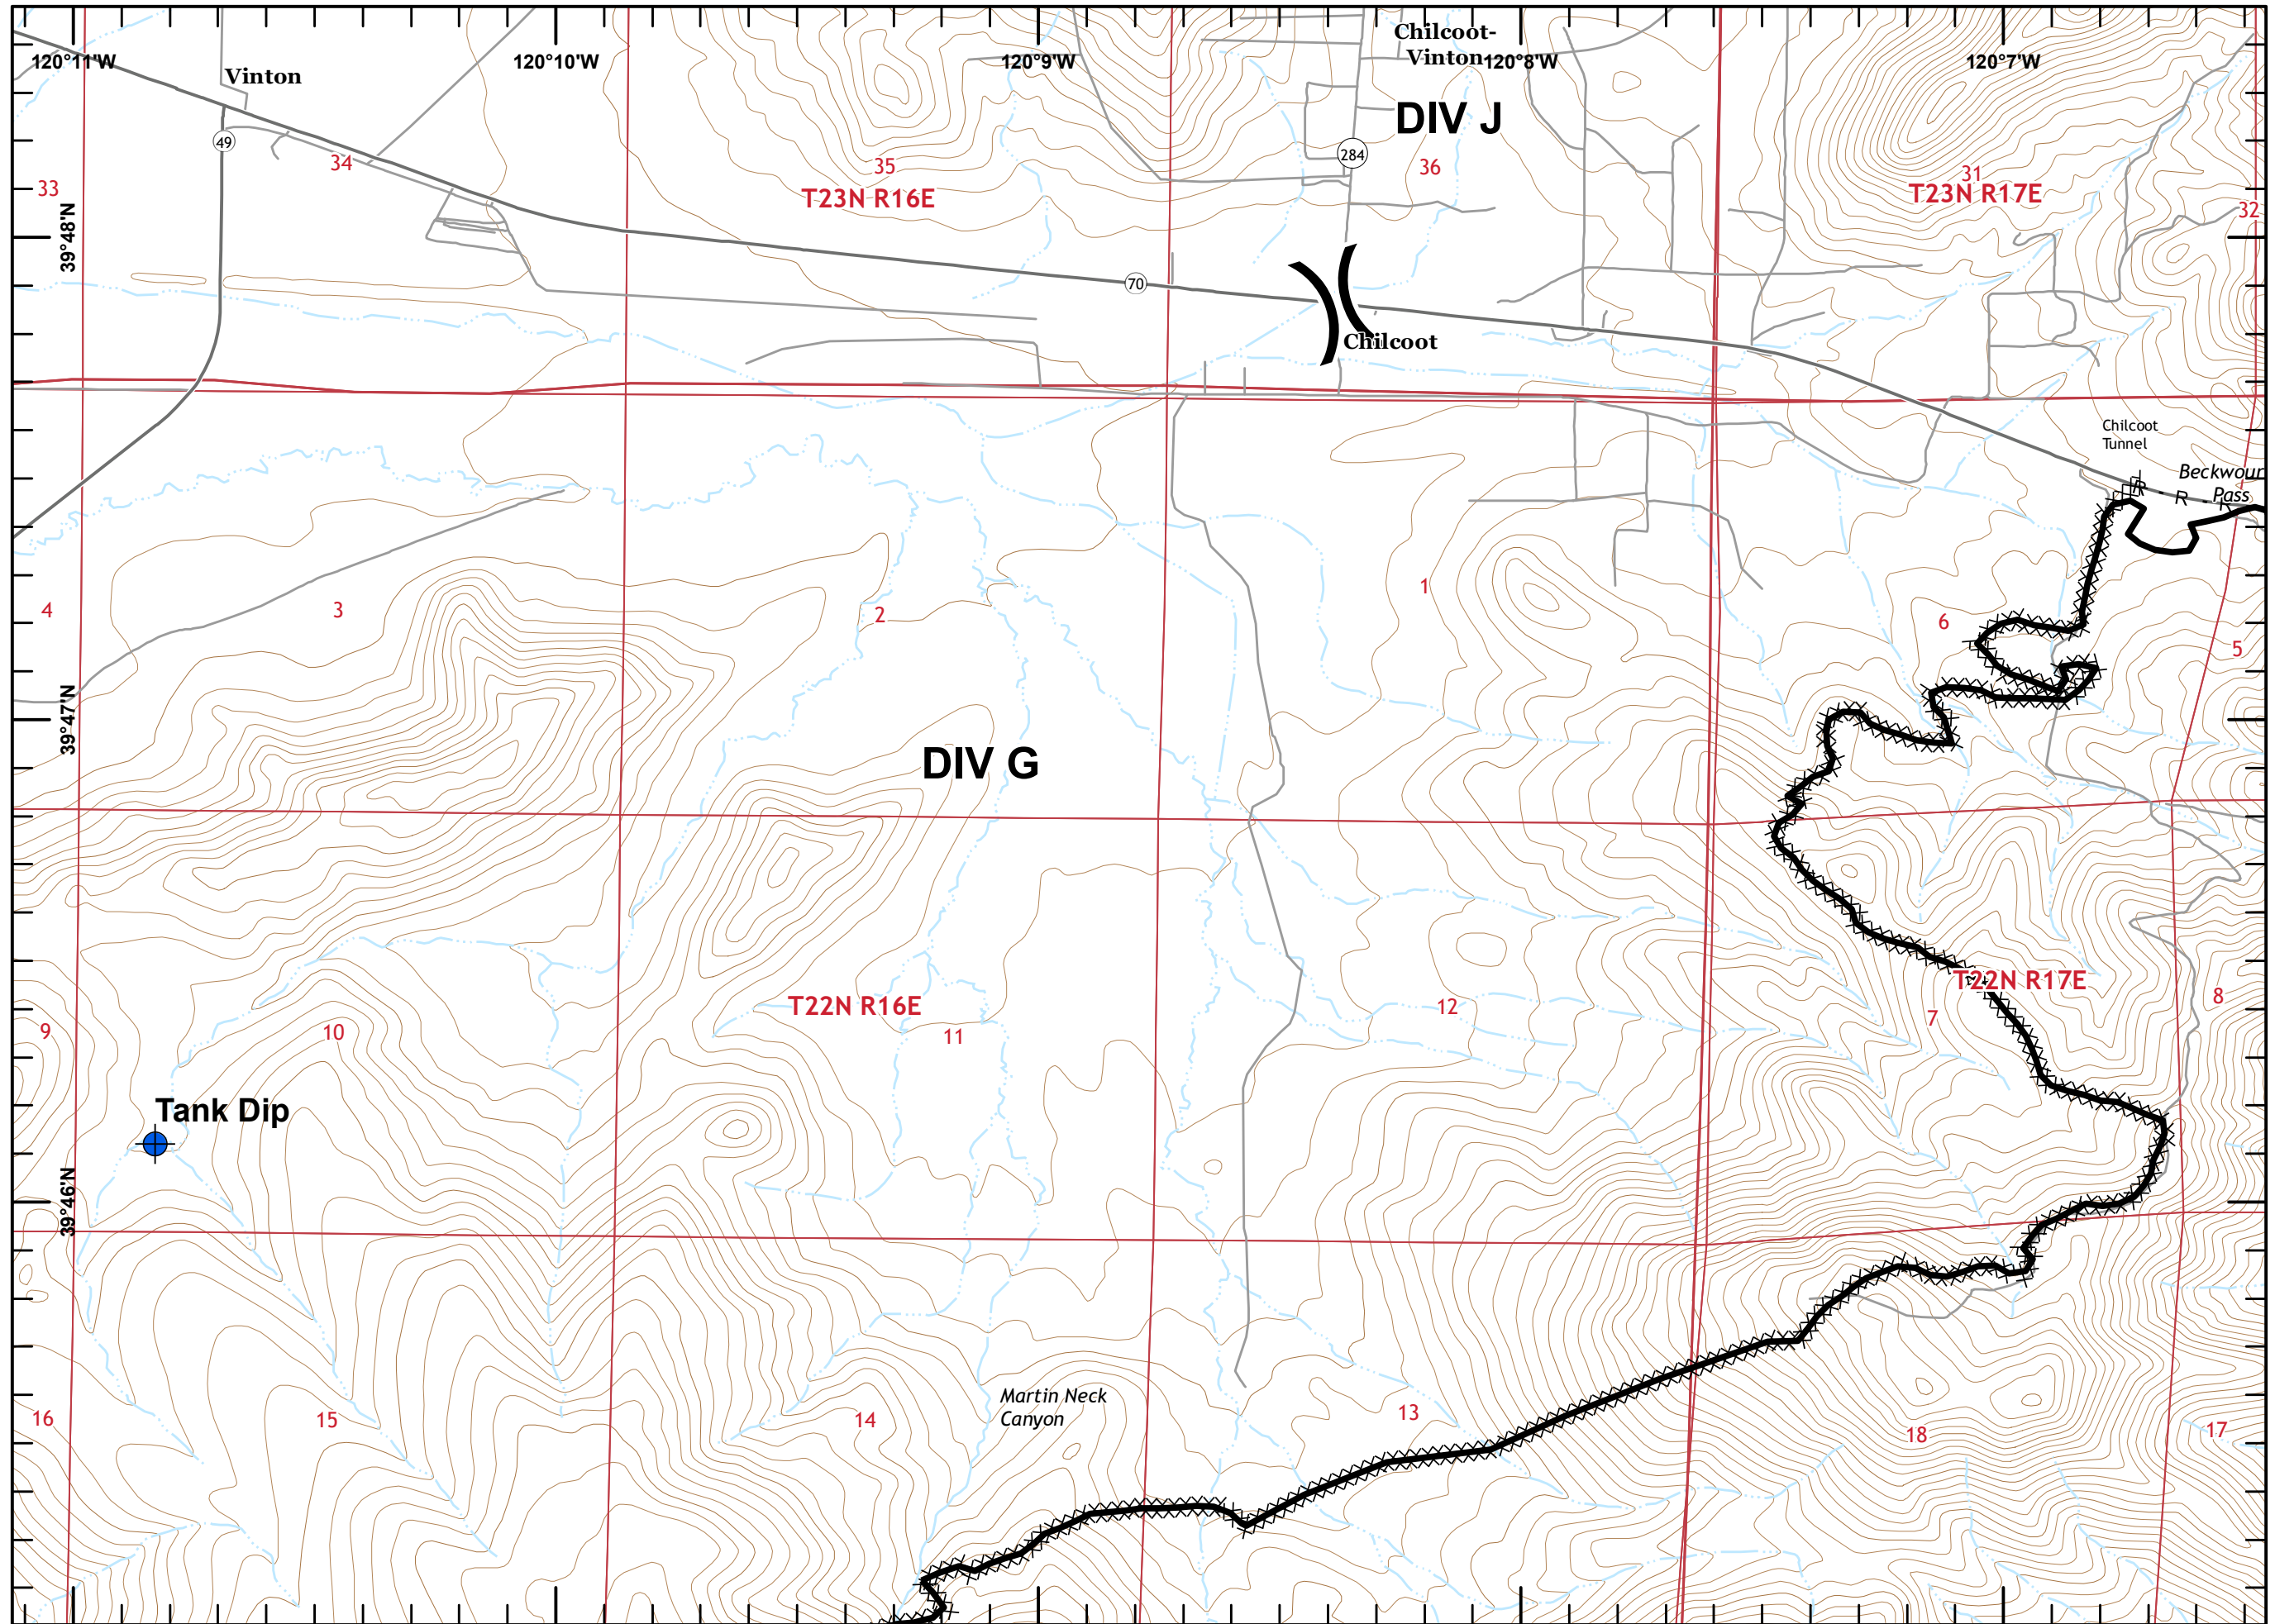 Chilcoot-
Vinton
120°11'W
120°10'W
120°9'W
120°8'W
120°7'W
Vinton
DIV J
49
284
34
35
36
31
33
T23N R16E
T23N R17E
32
39°48'N
70
Chilcoot
Chilcoot
Tunnel
Beckwour
Pass
R - R - R
1
4
3
2
6
5
39°47'N
DIV G
T22N R17E
T22N R16E
9
10
11
12
7
8
Tank Dip
39°46'N
Martin Neck
Canyon
16
15
14
13
18
17